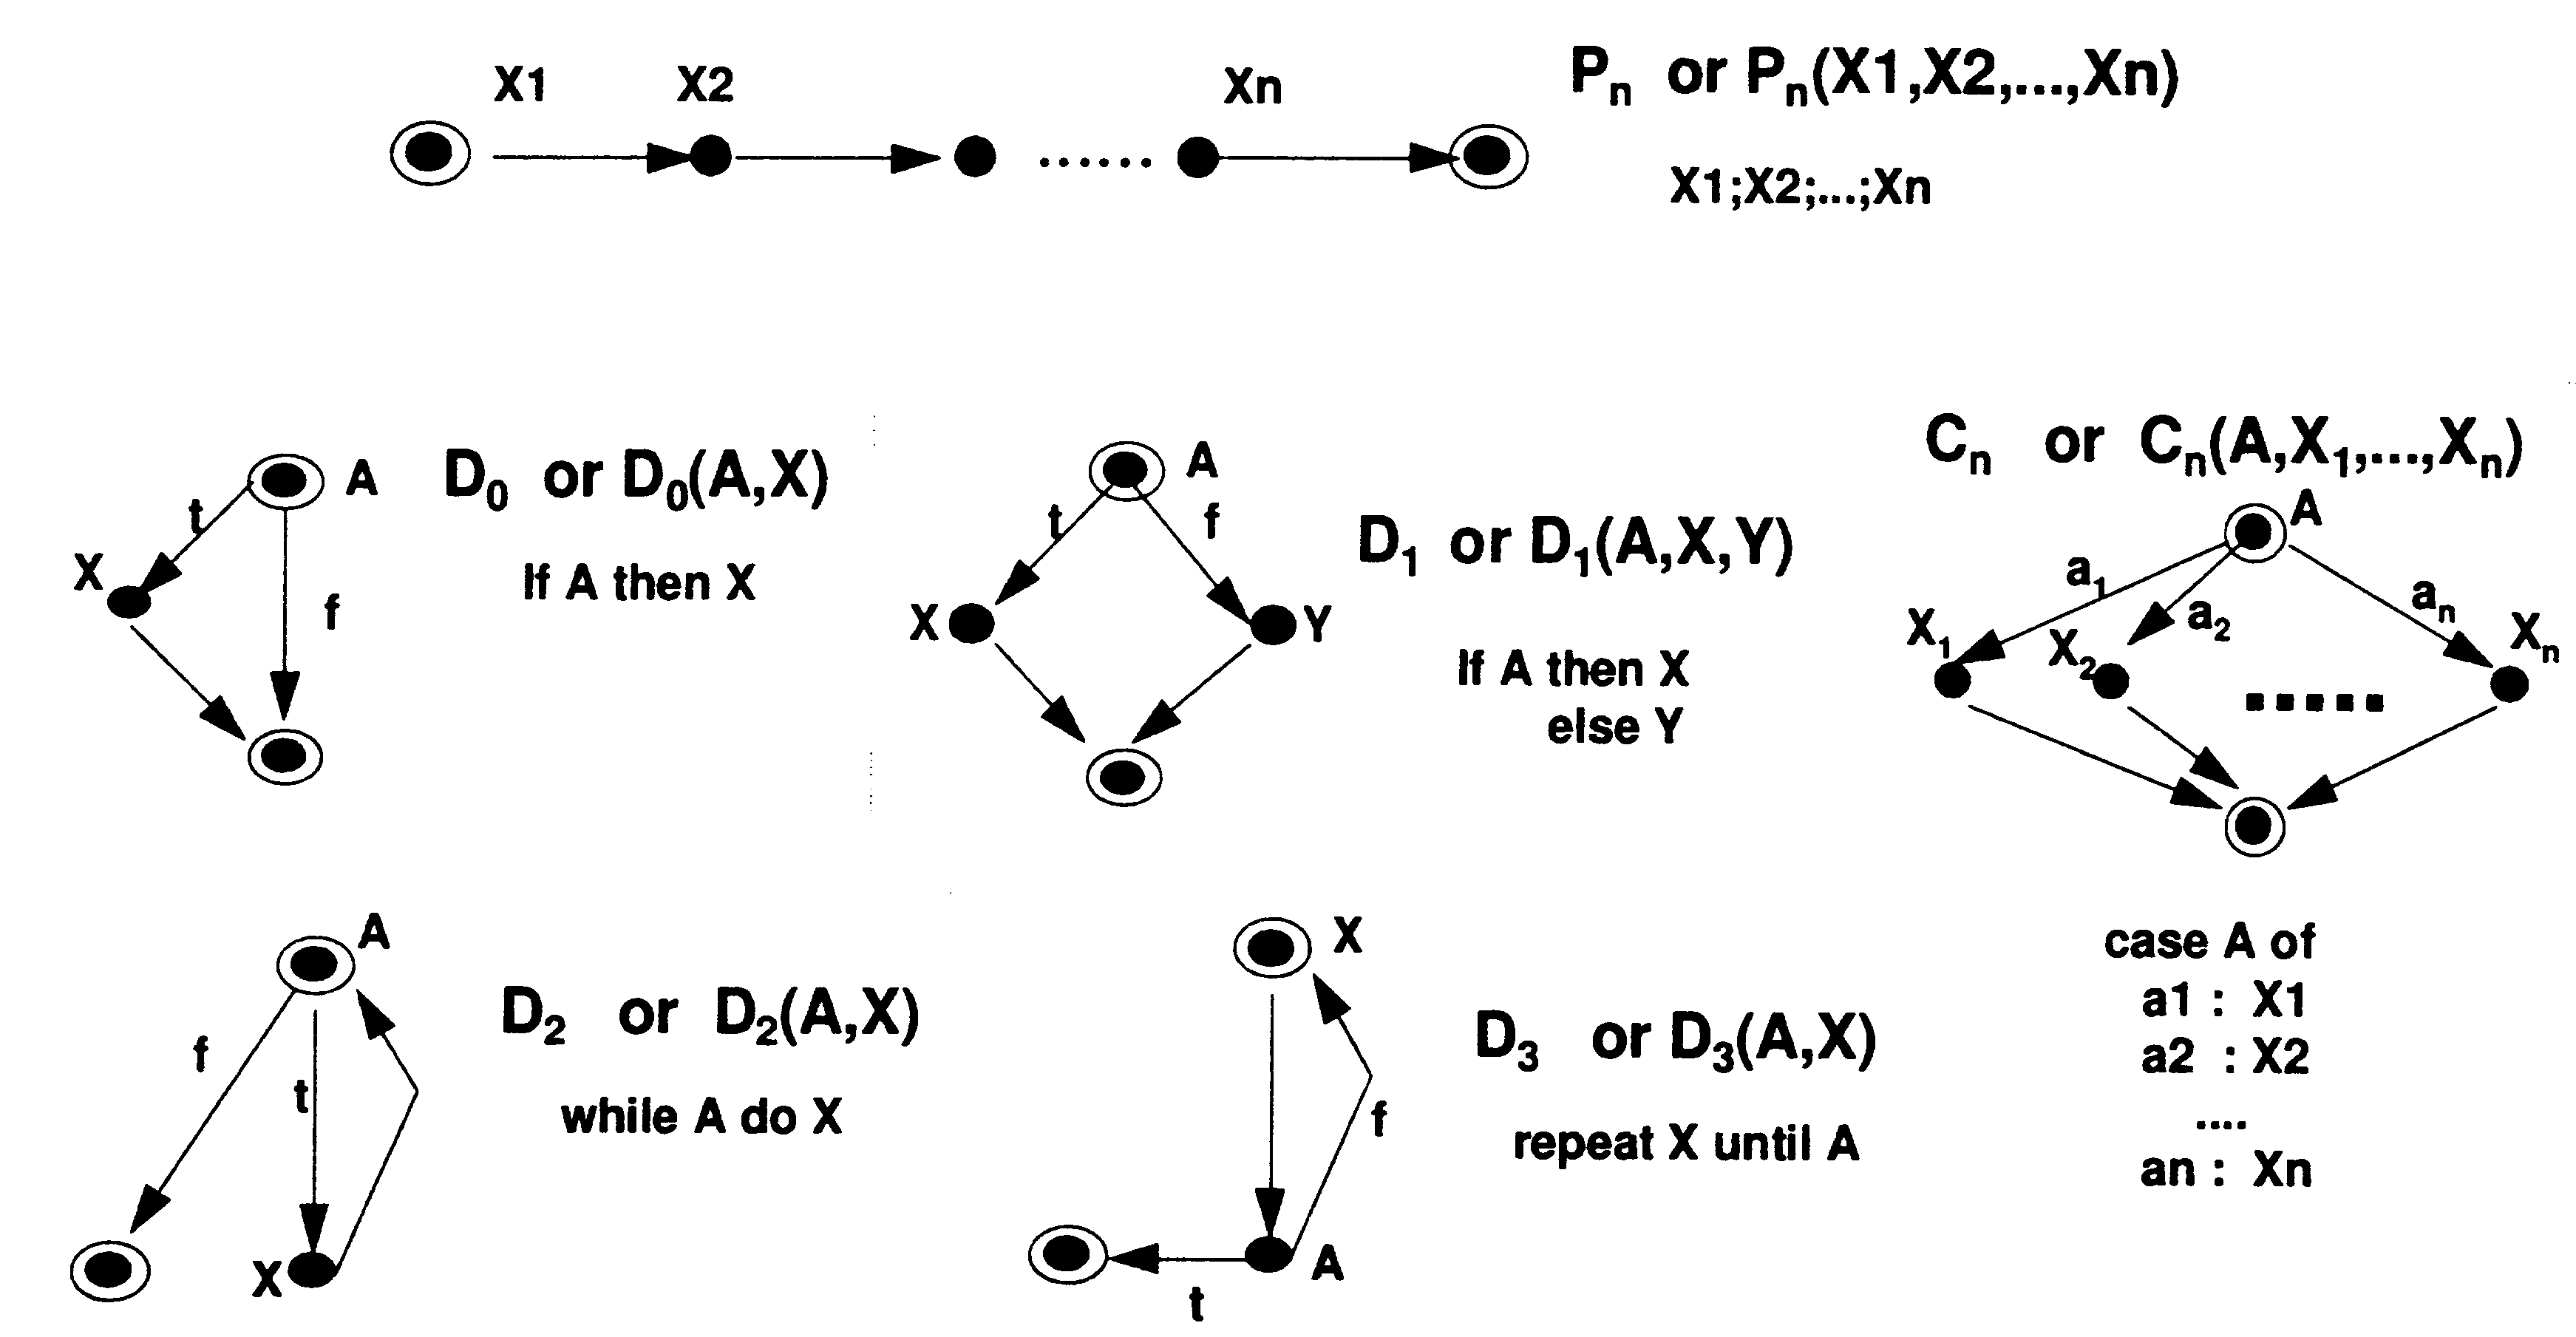 X1 X2 Xn Pn or Pn(X1,X2,...,Xn)
X1;X2;...;Xn
A D0 or D0(A,X)
t
X
If A then X
f
A
t f
D1 or D1(A,X,Y)
X Y
If A then X
else Y
Cn or Cn(A,X1,...,Xn)
A
a1 a2 an
X1 X2 Xn
A
D2 or D2(A,X)
f
t
while A do X
X
X
D3 or D3(A,X)
f
repeat X until A
A
t
case A of
a1 : X1
a2 : X2
....
an : Xn